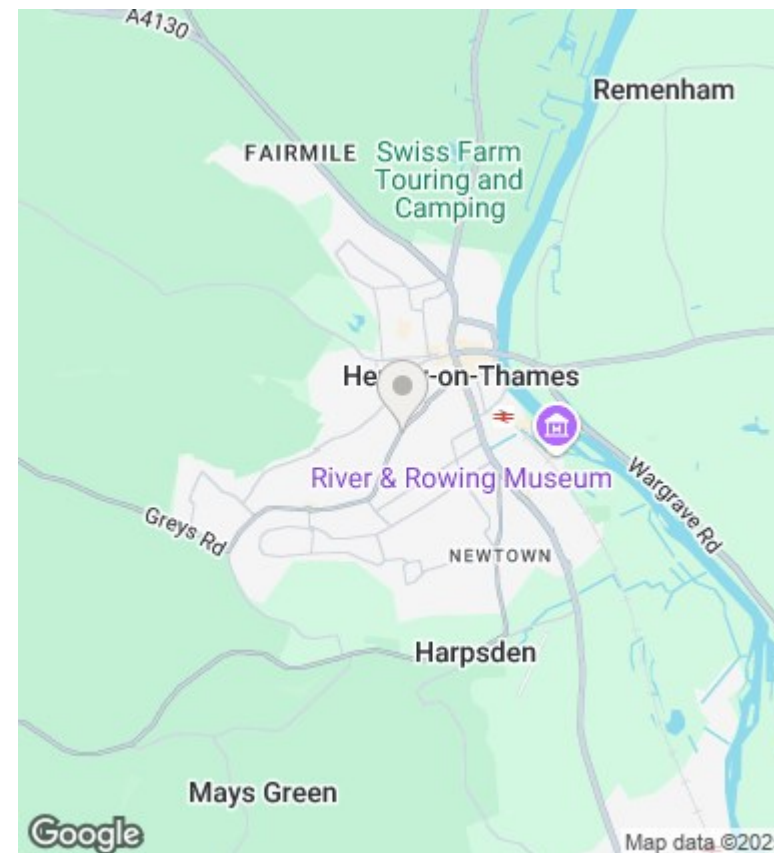 A4130
Remenham
FAIRMILE
Swiss Farm
Touring and
Camping
-on-Thames
River & Rowing Museum
Wargrave Rd
Greys Rd
NEWTOWN
Harpsden
Mays Green
Google
Map data ©202